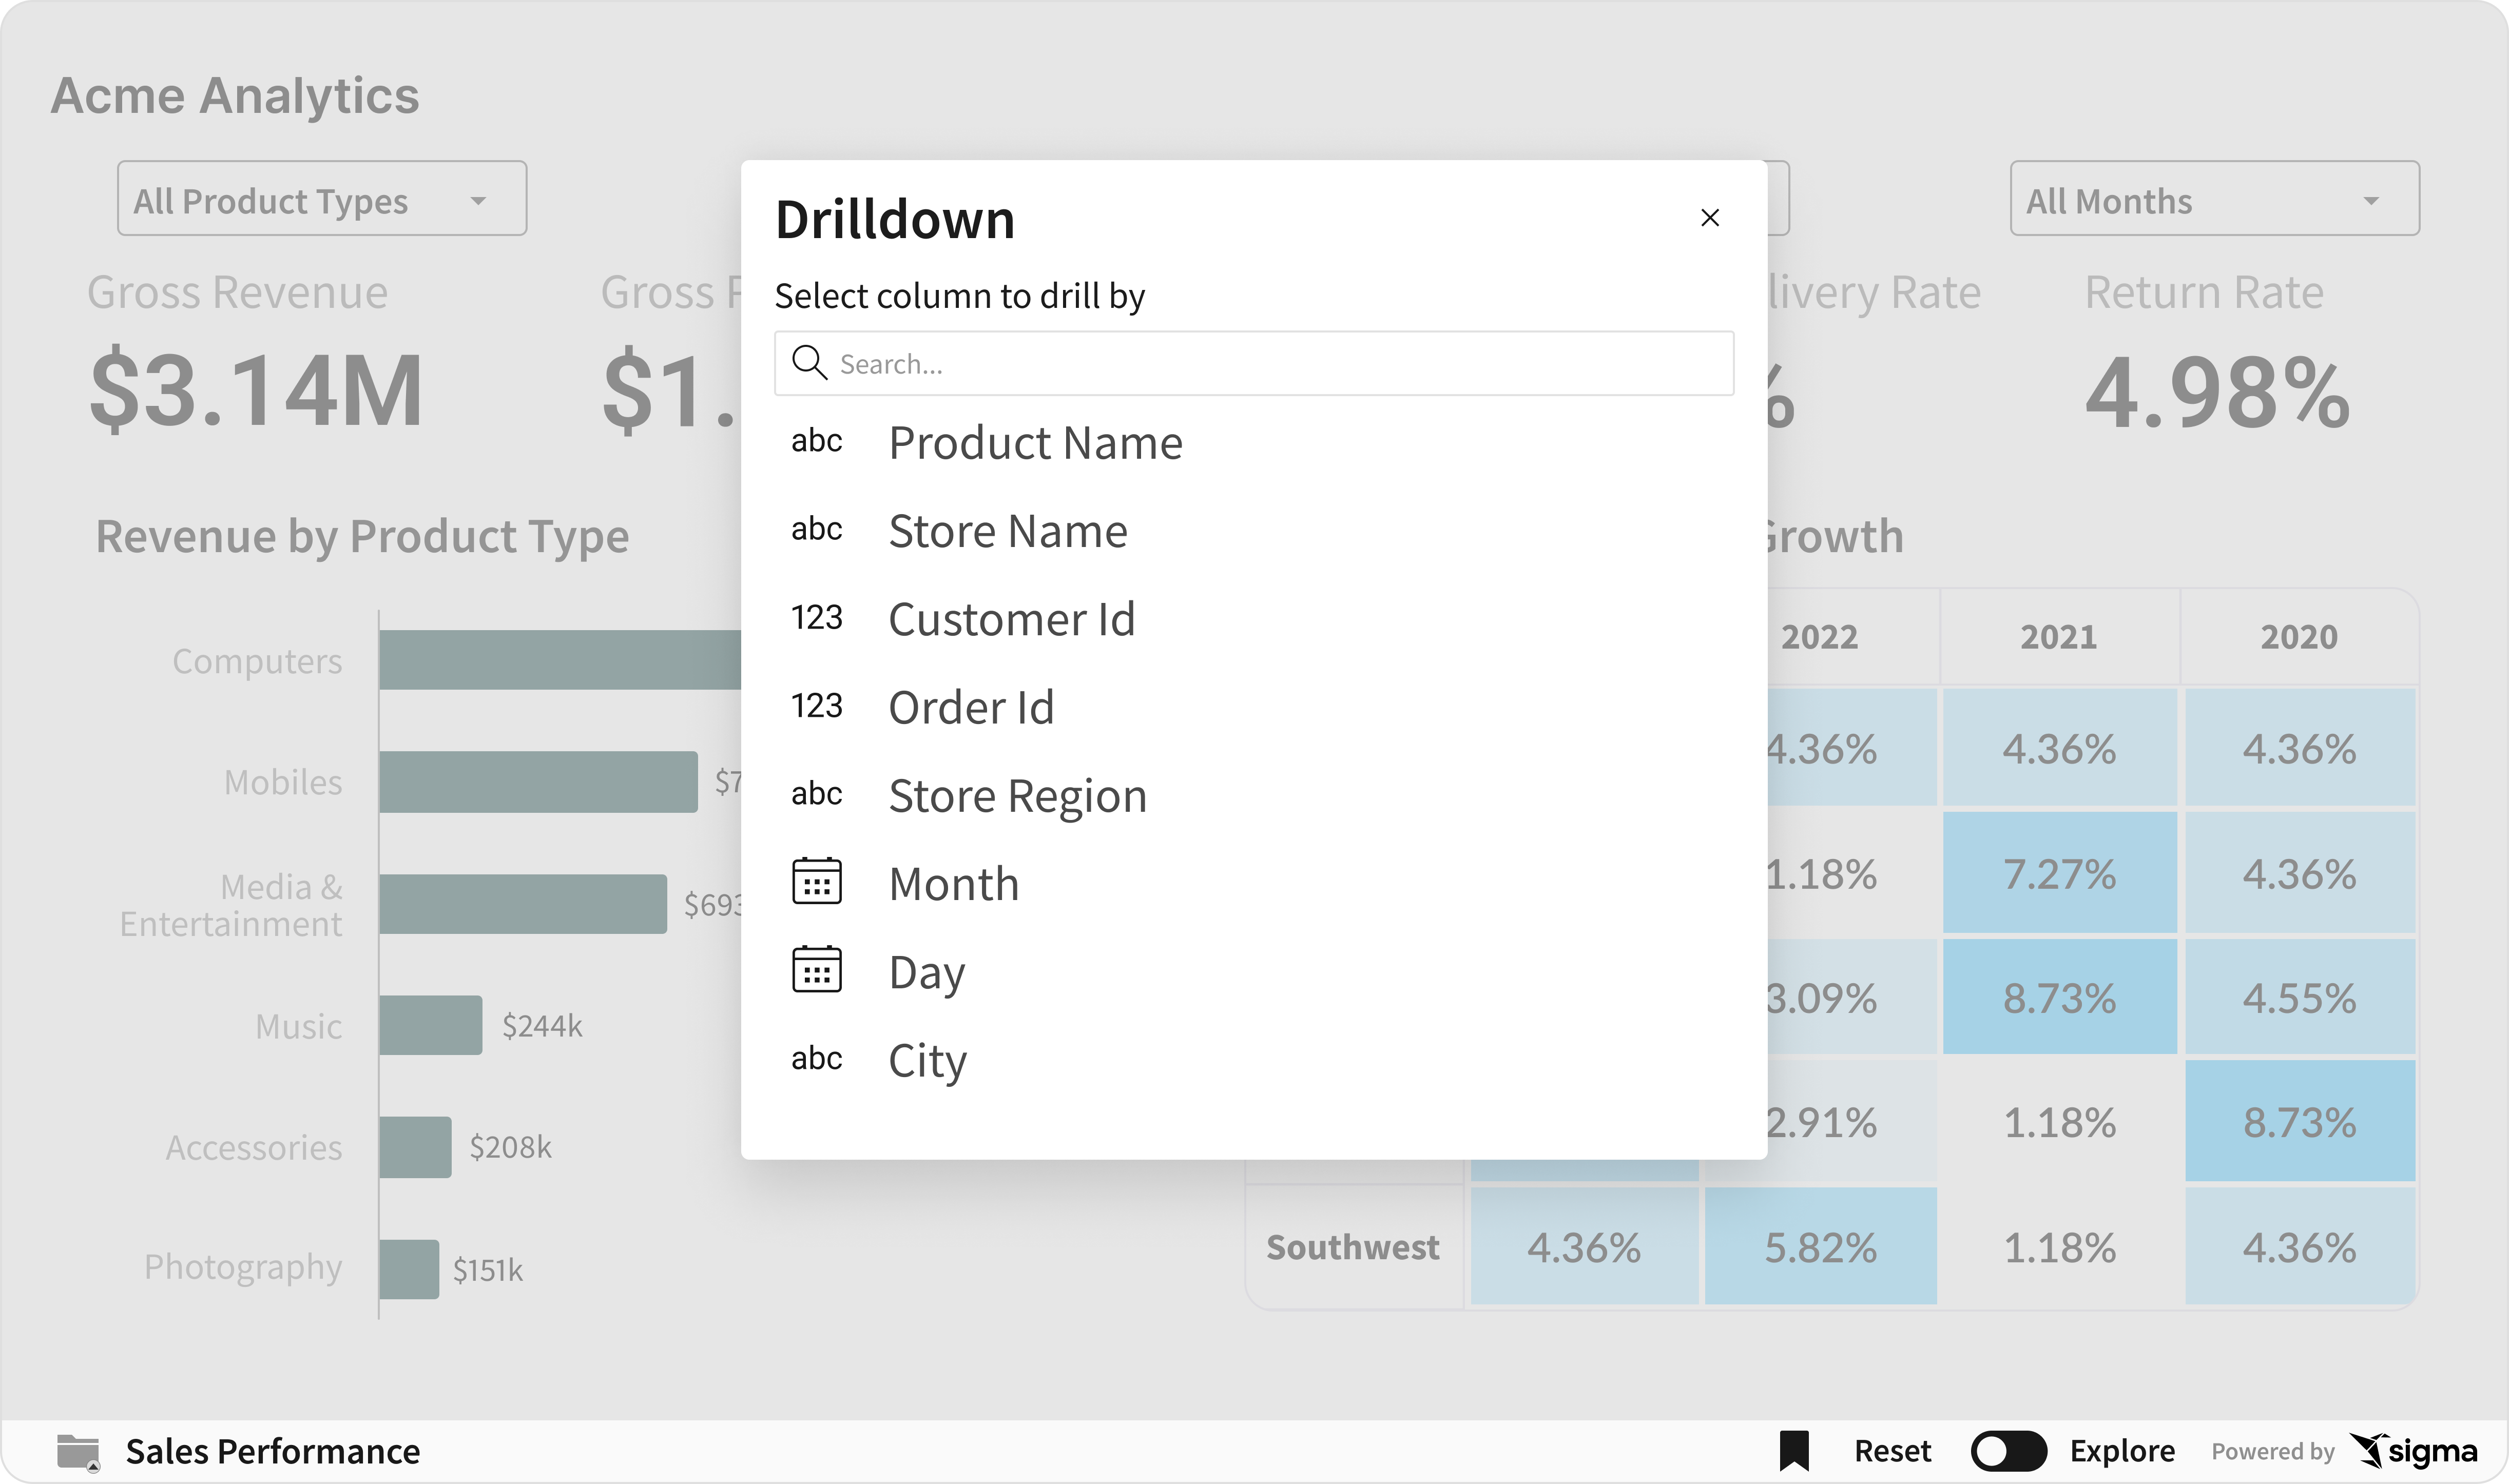 Acme Analytics
All Product Types
All Months
Gross Revenue
Gross
Rate
Return Rate
$3.14M
4.98%
Drilldown
Select column to drill by
Search...
abc Product Name
abc Store Name
123 Customer Id
123 Order Id
abc Store Region
Month
Day
abc City
Revenue by Product Type
Computers
Mobiles
Media &
Entertainment
Music $244k
Accessories $208k
Photography $151k
Growth
2022 2021 2020
4.36% 4.36% 4.36%
1.18% 7.27% 4.36%
3.09% 8.73% 4.55%
2.91% 1.18% 8.73%
Southwest 4.36% 5.82% 1.18% 4.36%
Sales Performance
Reset
Explore
Powered by sigma